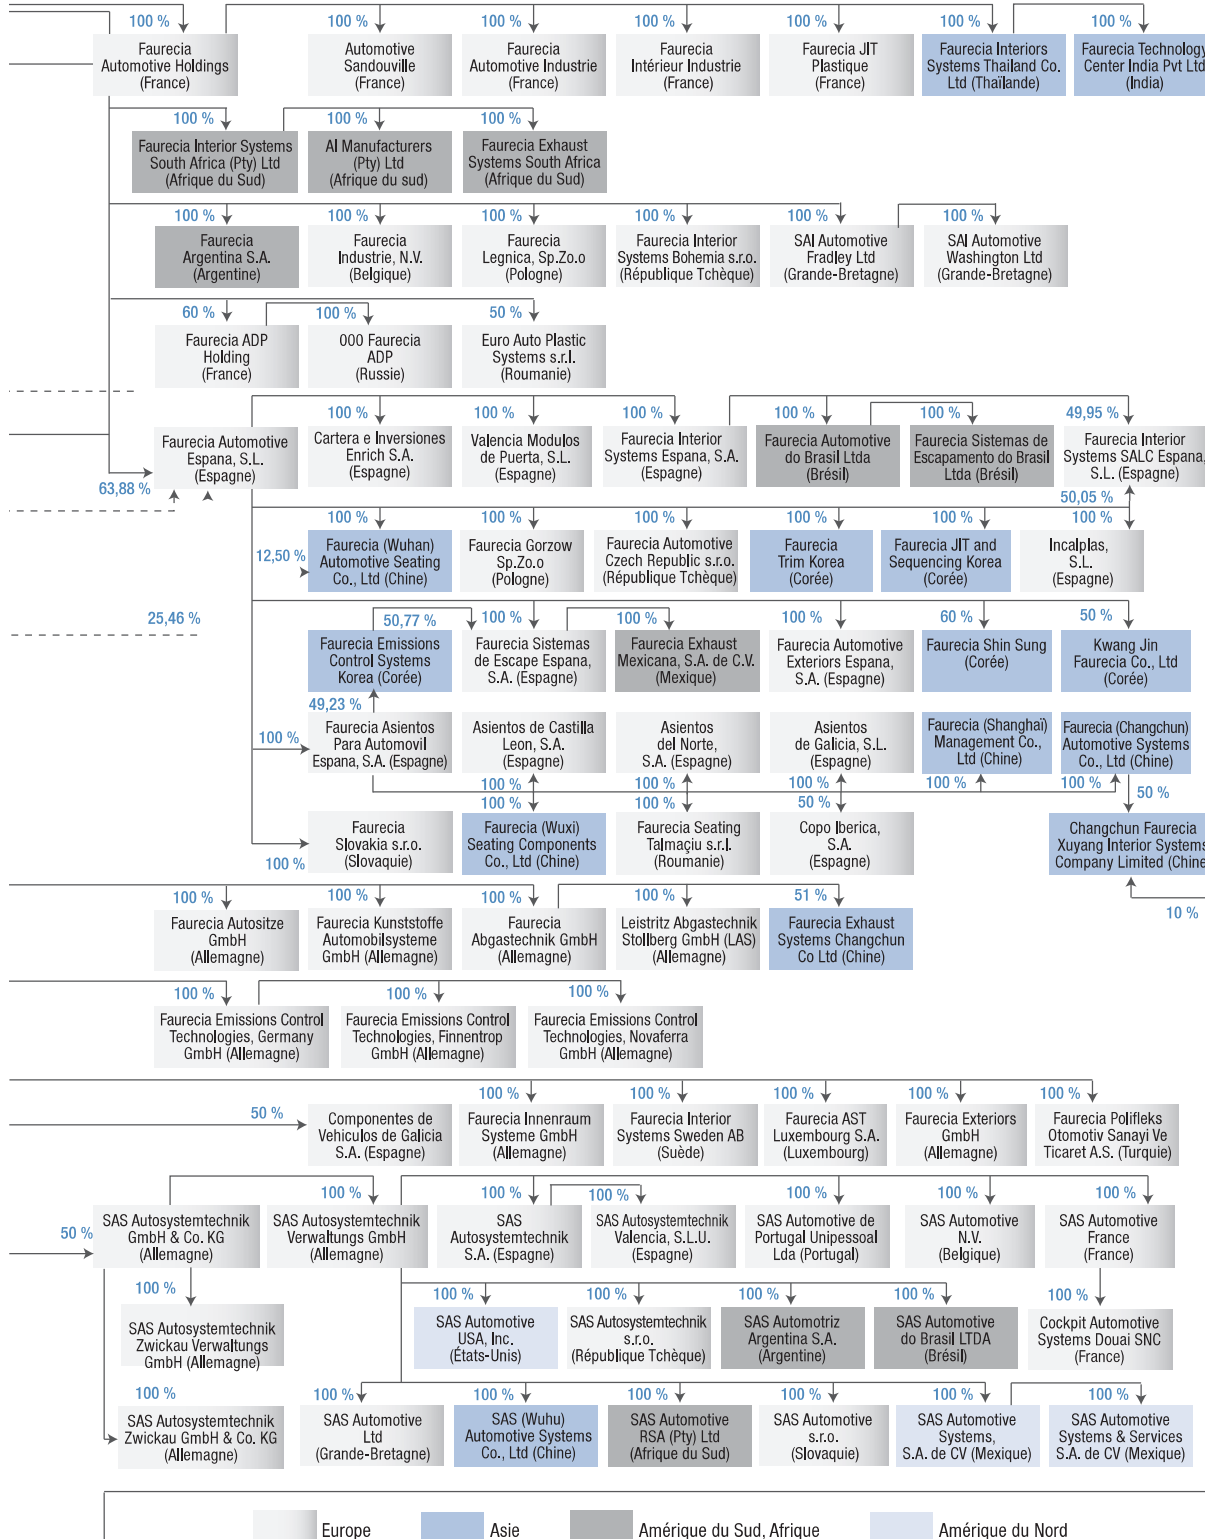 100 %
100 %
100 %
100 %
100 %
100 %
100 %
Faurecia
Automotive Holdings
(France)
Automotive
Sandouville
(France)
Faurecia
Automotive Industrie
(France)
Faurecia
Intérieur Industrie
(France)
Faurecia JIT
Plastique
(France)
Faurecia Interiors
Systems Thailand Co.
Ltd (Thaïlande)
Faurecia Technology
Center India Pvt Ltd
(India)
100 %
100 %
100 %
Faurecia Interior Systems
South Africa (Pty) Ltd
(Afrique du Sud)
AI Manufacturers
(Pty) Ltd
(Afrique du sud)
Faurecia Exhaust
Systems South Africa
(Afrique du Sud)
100 %
100 %
100 %
100 %
100 %
100 %
Faurecia
Argentina S.A.
(Argentine)
Faurecia
Industrie, N.V.
(Belgique)
Faurecia
Legnica, Sp.Zo.o
(Pologne)
Faurecia Interior
Systems Bohemia s.r.o.
(République Tchèque)
SAI Automotive
Fradley Ltd
(Grande-Bretagne)
SAI Automotive
Washington Ltd
(Grande-Bretagne)
60 %
100 %
50 %
Faurecia ADP
Holding
(France)
000 Faurecia
ADP
(Russie)
Euro Auto Plastic
Systems s.r.l.
(Roumanie)
100 %
100 %
100 %
100 %
100 %
49,95 %
Faurecia Automotive
Espana, S.L.
(Espagne)
Cartera e Inversiones
Enrich S.A.
(Espagne)
Valencia Modulos
de Puerta, S.L.
(Espagne)
Faurecia Interior
Systems Espana, S.A.
(Espagne)
Faurecia Automotive
do Brasil Ltda
(Brésil)
Faurecia Sistemas de
Escapamento do Brasil
Ltda (Brésil)
Faurecia Interior
Systems SALC Espana,
S.L. (Espagne)
63,88 %
50,05 %
100 %
100 %
100 %
100 %
100 %
100 %
12,50 %
Faurecia (Wuhan)
Automotive Seating
Co., Ltd (Chine)
Faurecia Gorzow
Sp.Zo.o
(Pologne)
Faurecia Automotive
Czech Republic s.r.o.
(République Tchèque)
Faurecia
Trim Korea
(Corée)
Faurecia JIT and
Sequencing Korea
(Corée)
Incalplas,
S.L.
(Espagne)
25,46 %
50,77 %
100 %
100 %
100 %
60 %
50 %
Faurecia Emissions
Control Systems
Korea (Corée)
Faurecia Sistemas
de Escape Espana,
S.A. (Espagne)
Faurecia Exhaust
Mexicana, S.A. de C.V.
(Mexique)
Faurecia Automotive
Exteriors Espana,
S.A. (Espagne)
Faurecia Shin Sung
(Corée)
Kwang Jin
Faurecia Co., Ltd
(Corée)
49,23 %
100 %
Faurecia Asientos
Para Automovil
Espana, S.A. (Espagne)
Asientos de Castilla
Leon, S.A.
(Espagne)
Asientos
del Norte,
S.A. (Espagne)
Asientos
de Galicia, S.L.
(Espagne)
Faurecia (Shanghaï)
Management Co.,
Ltd (Chine)
Faurecia (Changchun)
Automotive Systems
Co., Ltd (Chine)
100 %
100 %
100 %
100 %
100 %
100 %
100 %
50 %
50 %
100 %
Faurecia
Slovakia s.r.o.
(Slovaquie)
Faurecia (Wuxi)
Seating Components
Co., Ltd (Chine)
Faurecia Seating
Talmaçiu s.r.l.
(Roumanie)
Copo Iberica,
S.A.
(Espagne)
Changchun Faurecia
Xuyang Interior Systems
Company Limited (Chine
10 %
100 %
100 %
100 %
100 %
51 %
Faurecia Autositze
GmbH
(Allemagne)
Faurecia Kunststoffe
Automobilsysteme
GmbH (Allemagne)
Faurecia
Abgastechnik GmbH
(Allemagne)
Leistritz Abgastechnik
Stollberg GmbH (LAS)
(Allemagne)
Faurecia Exhaust
Systems Changchun
Co Ltd (Chine)
100 %
100 %
100 %
Faurecia Emissions Control
Technologies, Germany
GmbH (Allemagne)
Faurecia Emissions Control
Technologies, Finnentrop
GmbH (Allemagne)
Faurecia Emissions Control
Technologies, Novaferra
GmbH (Allemagne)
50 %
100 %
100 %
100 %
100 %
100 %
Componentes de
Vehiculos de Galicia
S.A. (Espagne)
Faurecia Innenraum
Systeme GmbH
(Allemagne)
Faurecia Interior
Systems Sweden AB
(Suède)
Faurecia AST
Luxembourg S.A.
(Luxembourg)
Faurecia Exteriors
GmbH
(Allemagne)
Faurecia Polifleks
Otomotiv Sanayi Ve
Ticaret A.S. (Turquie)
50 %
100 %
100 %
100 %
100 %
100 %
100 %
SAS Autosystemtechnik
GmbH & Co. KG
(Allemagne)
SAS Autosystemtechnik
Verwaltungs GmbH
(Allemagne)
SAS
Autosystemtechnik
S.A. (Espagne)
SAS Autosystemtechnik
Valencia, S.L.U.
(Espagne)
SAS Automotive de
Portugal Unipessoal
Lda (Portugal)
SAS Automotive
N.V.
(Belgique)
SAS Automotive
France
(France)
100 %
100 %
100 %
100 %
100 %
100 %
SAS Autosystemtechnik
Zwickau Verwaltungs
GmbH (Allemagne)
SAS Automotive
USA, Inc.
(États-Unis)
SAS Autosystemtechnik
s.r.o.
(République Tchèque)
SAS Automotriz
Argentina S.A.
(Argentine)
SAS Automotive
do Brasil LTDA
(Brésil)
Cockpit Automotive
Systems Douai SNC
(France)
100 %
100 %
100 %
100 %
100 %
100 %
100 %
SAS Autosystemtechnik
Zwickau GmbH & Co. KG
(Allemagne)
SAS Automotive
Ltd
(Grande-Bretagne)
SAS (Wuhu)
Automotive Systems
Co., Ltd (Chine)
SAS Automotive
RSA (Pty) Ltd
(Afrique du Sud)
SAS Automotive
s.r.o.
(Slovaquie)
SAS Automotive
Systems,
S.A. de CV (Mexique)
SAS Automotive
Systems & Services
S.A. de CV (Mexique)
Europe
Asie
Amérique du Sud, Afrique
Amérique du Nord